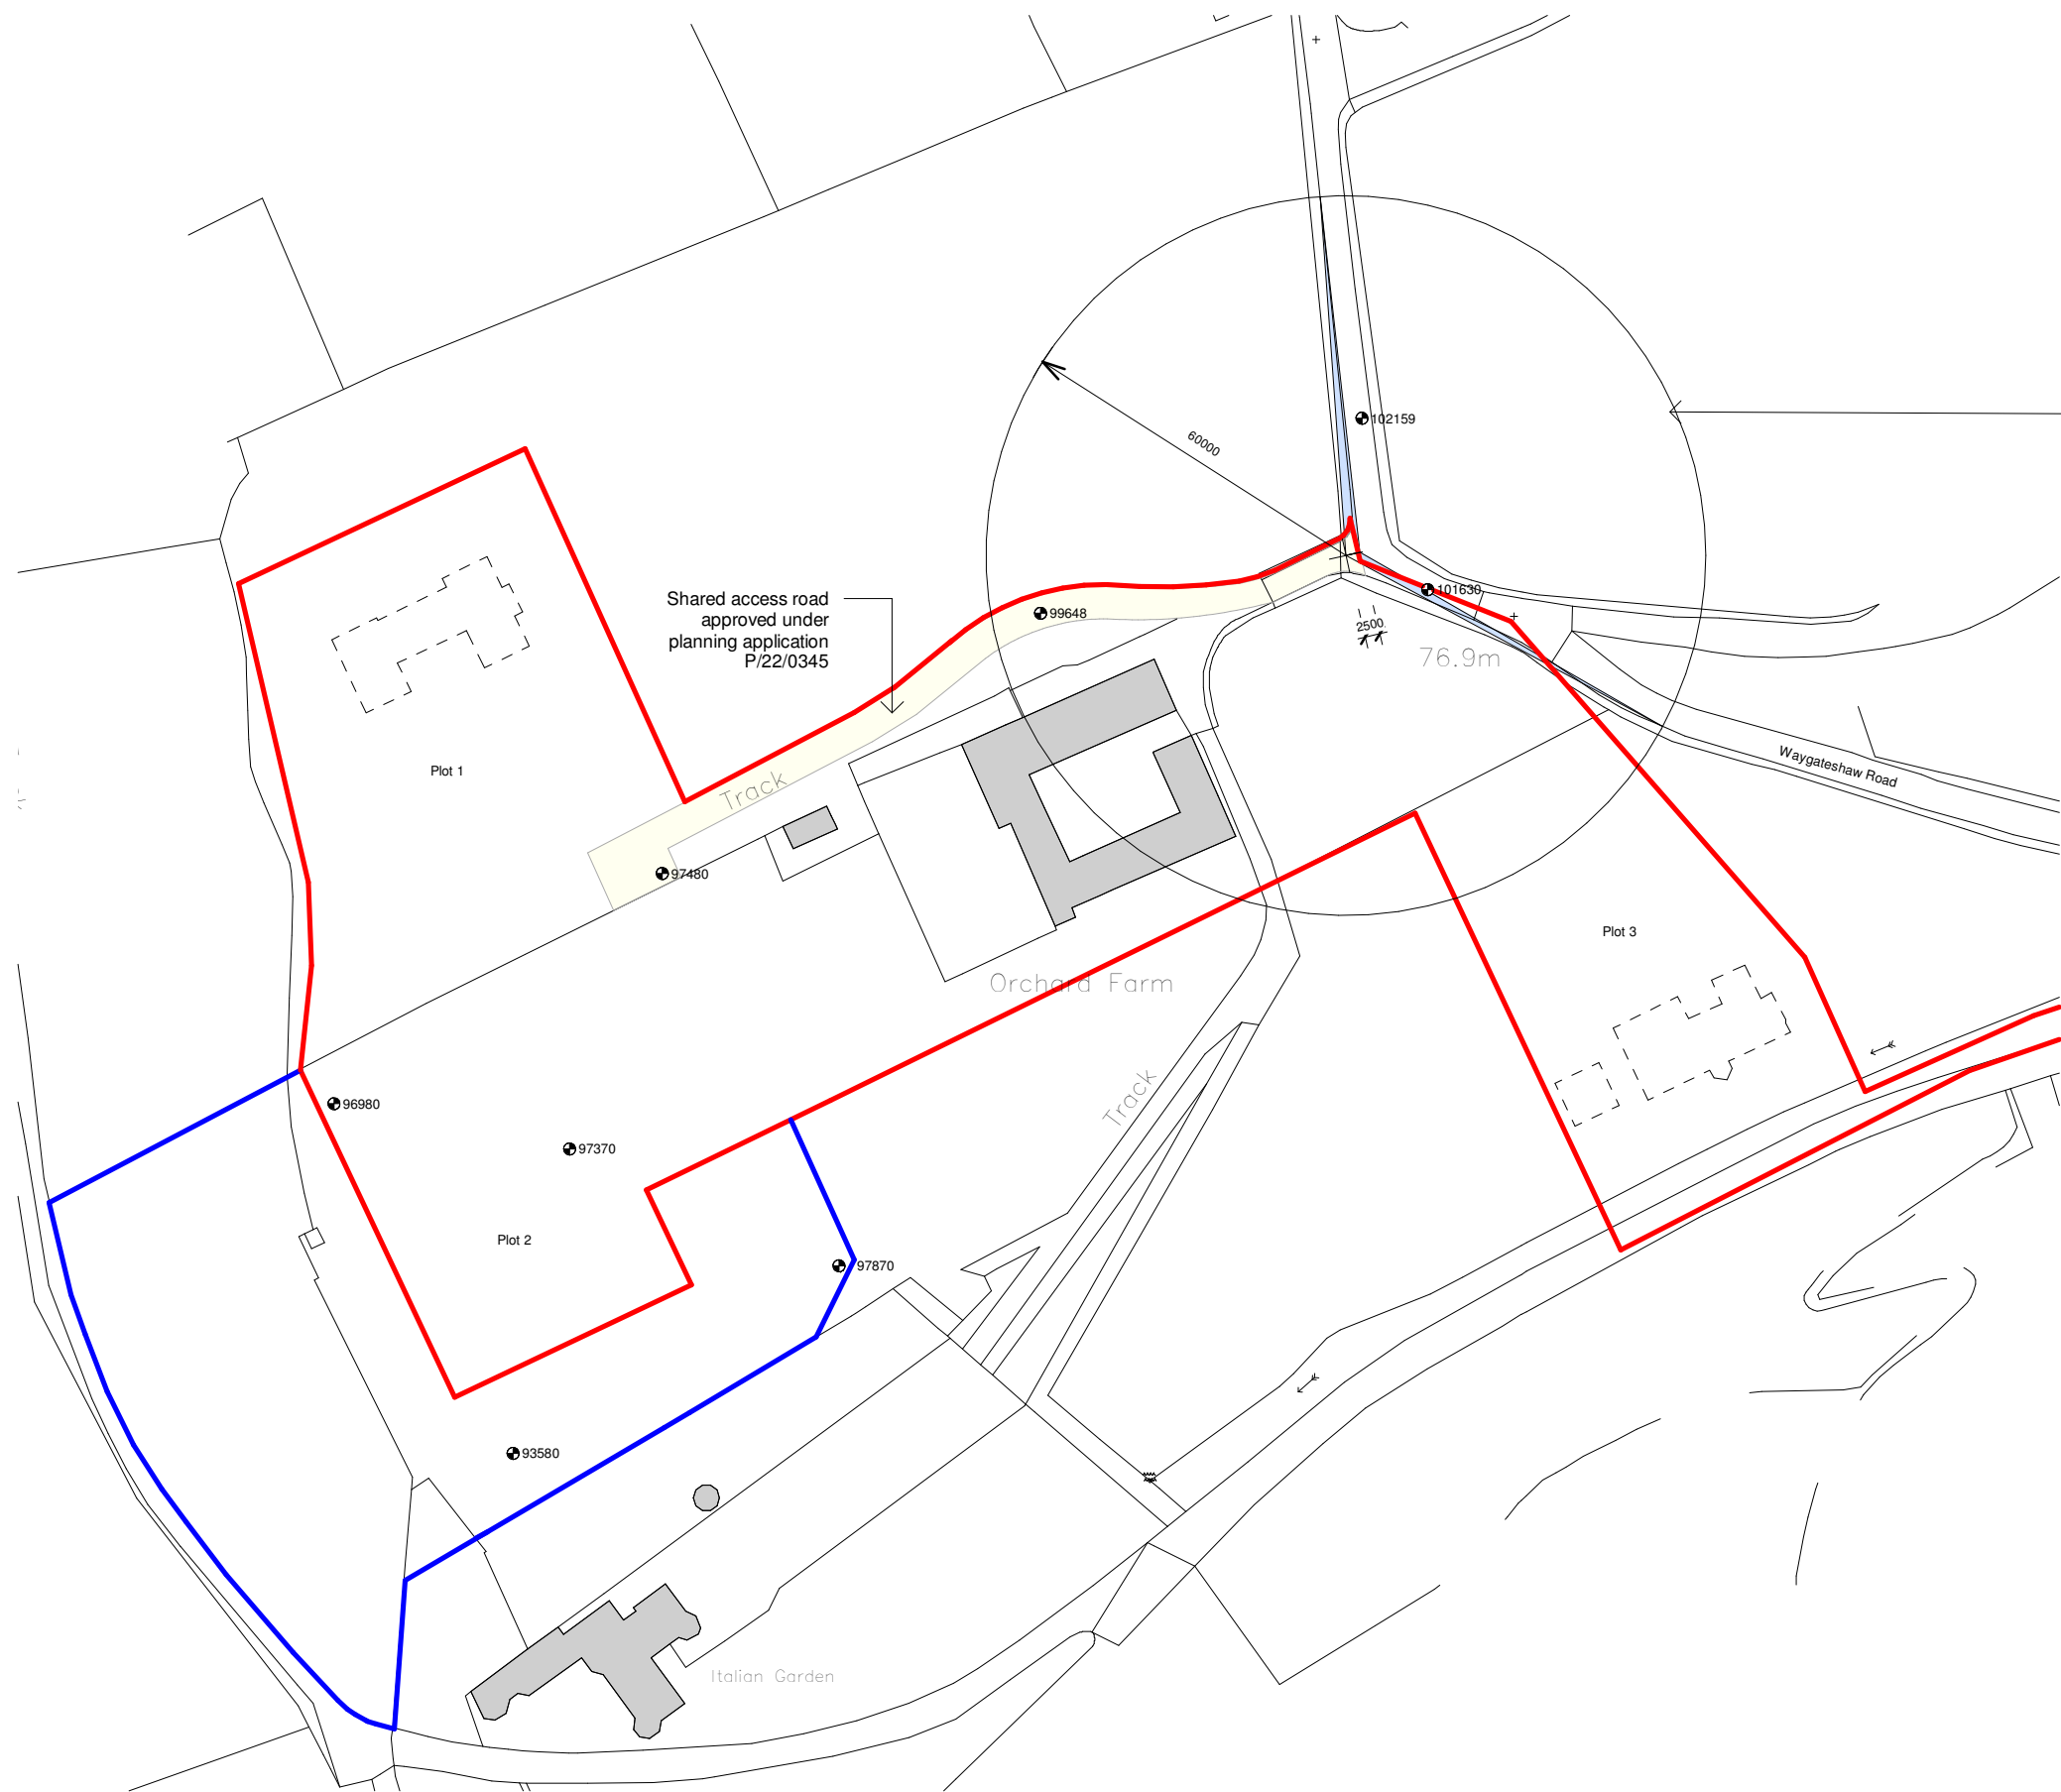 102159
60000
101630
2500
76.9m
Shared access road
approved under
planning application
P/22/0345
99648
Waygateshaw Road
Plot 1
Track
97480
Plot 3
Orchard Farm
Track
96980
97370
Plot 2
97870
93580
Italian Garden